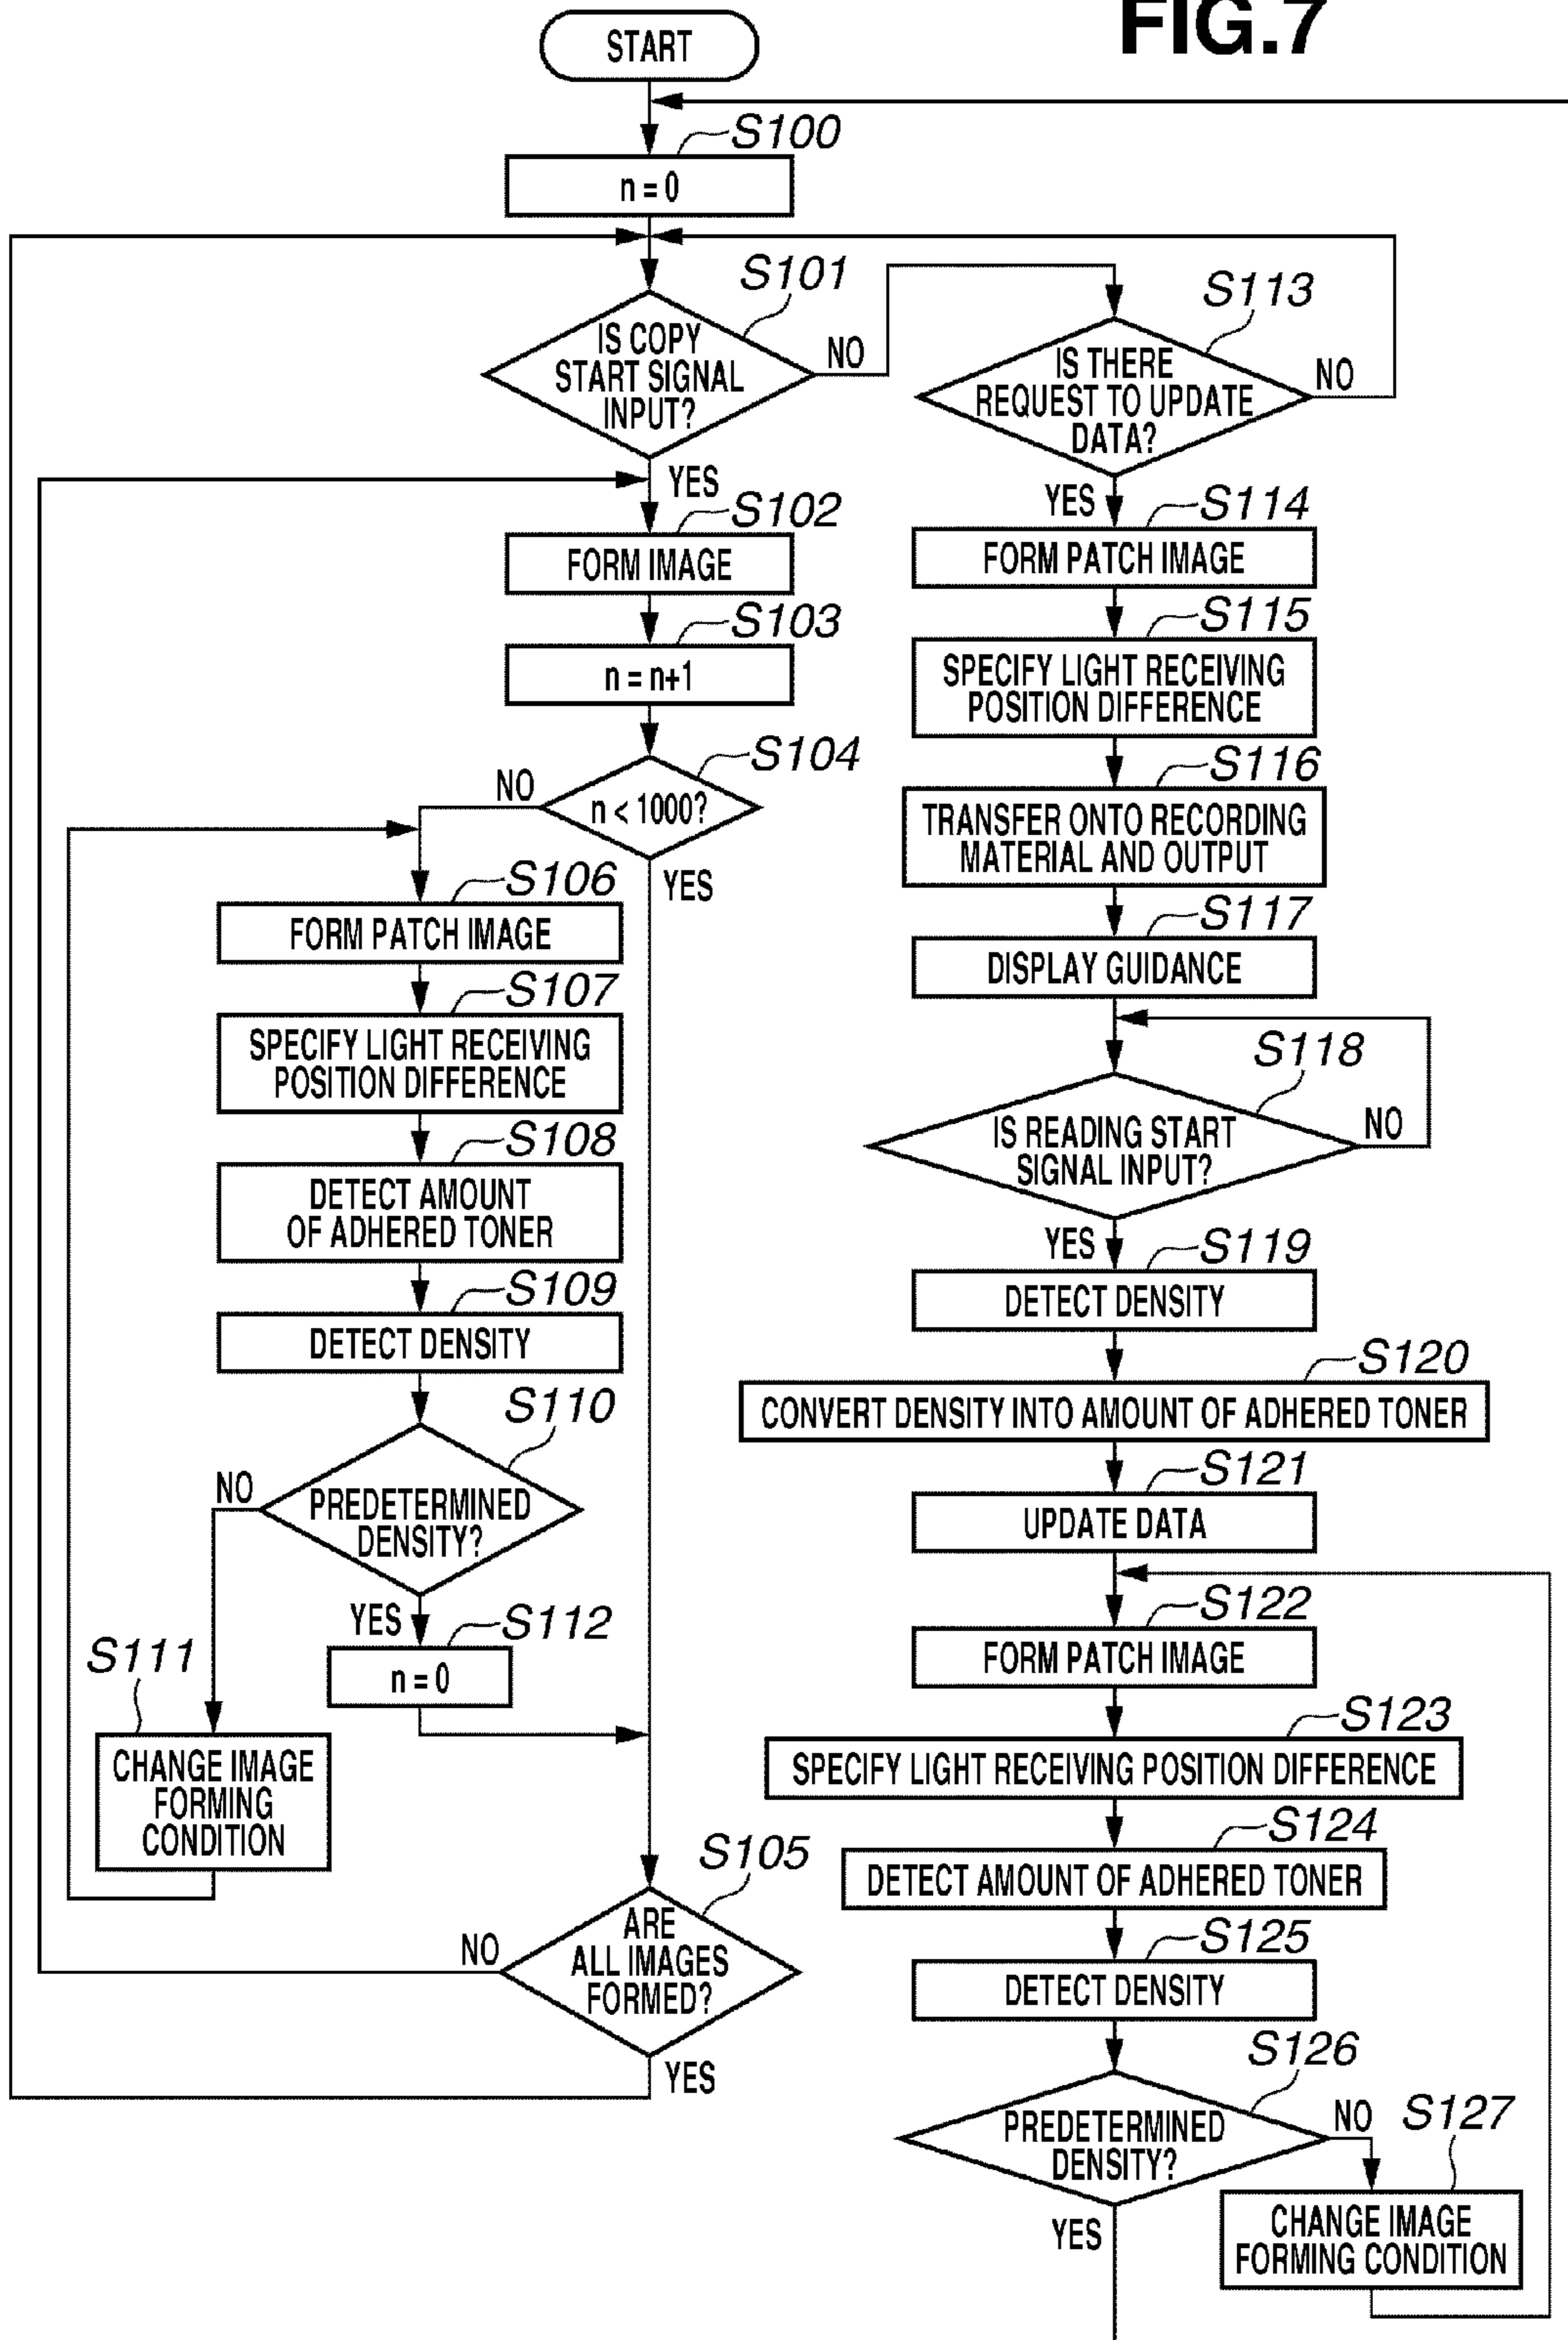 FIG.7
START
S100
n = 0
S101
IS COPY
START SIGNAL
INPUT?
NO
YES
S102
FORM IMAGE
S103
n = n+1
S104
n < 1000?
NO
YES
S106
FORM PATCH IMAGE
S107
SPECIFY LIGHT RECEIVING
POSITION DIFFERENCE
S108
DETECT AMOUNT
OF ADHERED TONER
S109
DETECT DENSITY
S110
PREDETERMINED
DENSITY?
NO
YES
S112
n = 0
S111
CHANGE IMAGE
FORMING
CONDITION
S105
ARE
ALL IMAGES
FORMED?
NO
YES
S113
IS THERE
REQUEST TO UPDATE
DATA?
NO
YES
S114
FORM PATCH IMAGE
S115
SPECIFY LIGHT RECEIVING
POSITION DIFFERENCE
S116
TRANSFER ONTO RECORDING
MATERIAL AND OUTPUT
S117
DISPLAY GUIDANCE
S118
IS READING START
SIGNAL INPUT?
NO
YES
S119
DETECT DENSITY
S120
CONVERT DENSITY INTO AMOUNT OF ADHERED TONER
S121
UPDATE DATA
S122
FORM PATCH IMAGE
S123
SPECIFY LIGHT RECEIVING POSITION DIFFERENCE
S124
DETECT AMOUNT OF ADHERED TONER
S125
DETECT DENSITY
S126
PREDETERMINED
DENSITY?
NO
YES
S127
CHANGE IMAGE
FORMING CONDITION